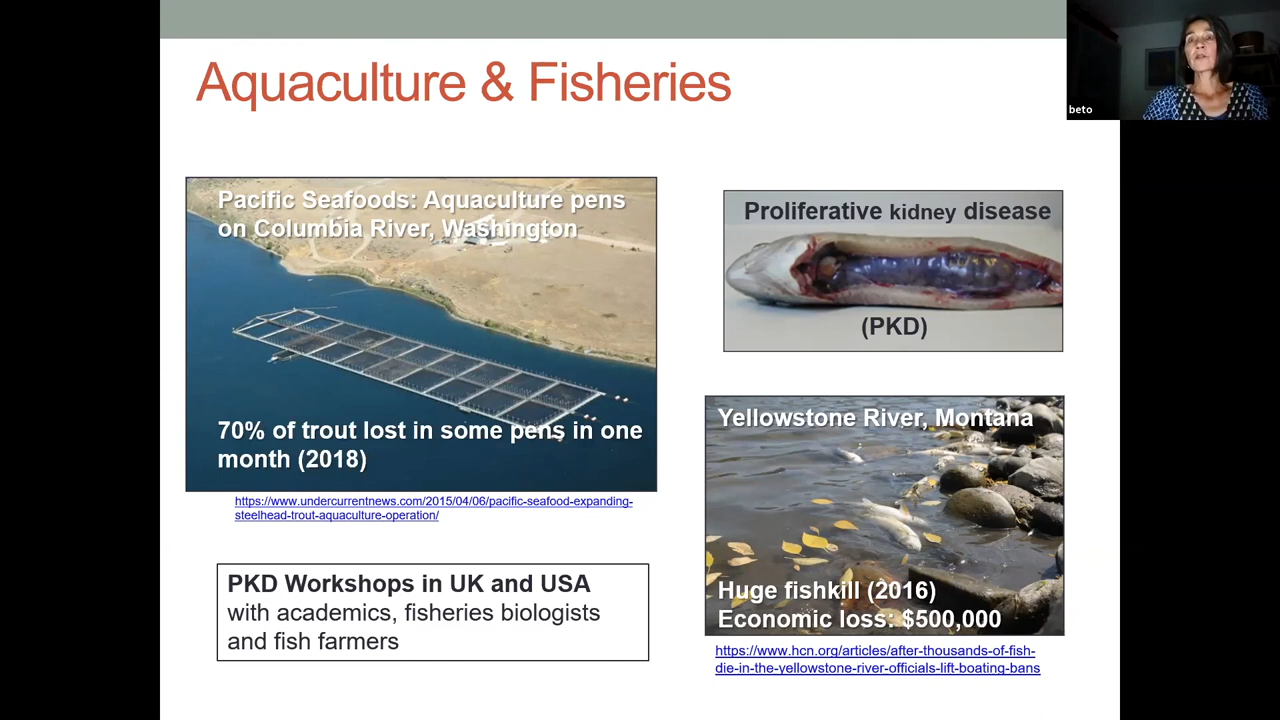 Aquaculture & Fisheries
beto
Pacific Seafoods: Aquaculture pens
on Columbia River, Washington
70% of trout lost in some pens in one
month (2018)
https://www.undercurrentnews.com/2015/04/06/pacific-seafood-expanding-
steelhead-trout-aquaculture-operation/
PKD Workshops in UK and USA
with academics, fisheries biologists
and fish farmers
Proliferative kidney disease
(PKD)
Yellowstone River, Montana
Huge fishkill (2016)
Economic loss: $500,000
https://www.hcn.org/articles/after-thousands-of-fish-
die-in-the-yellowstone-river-officials-lift-boating-bans